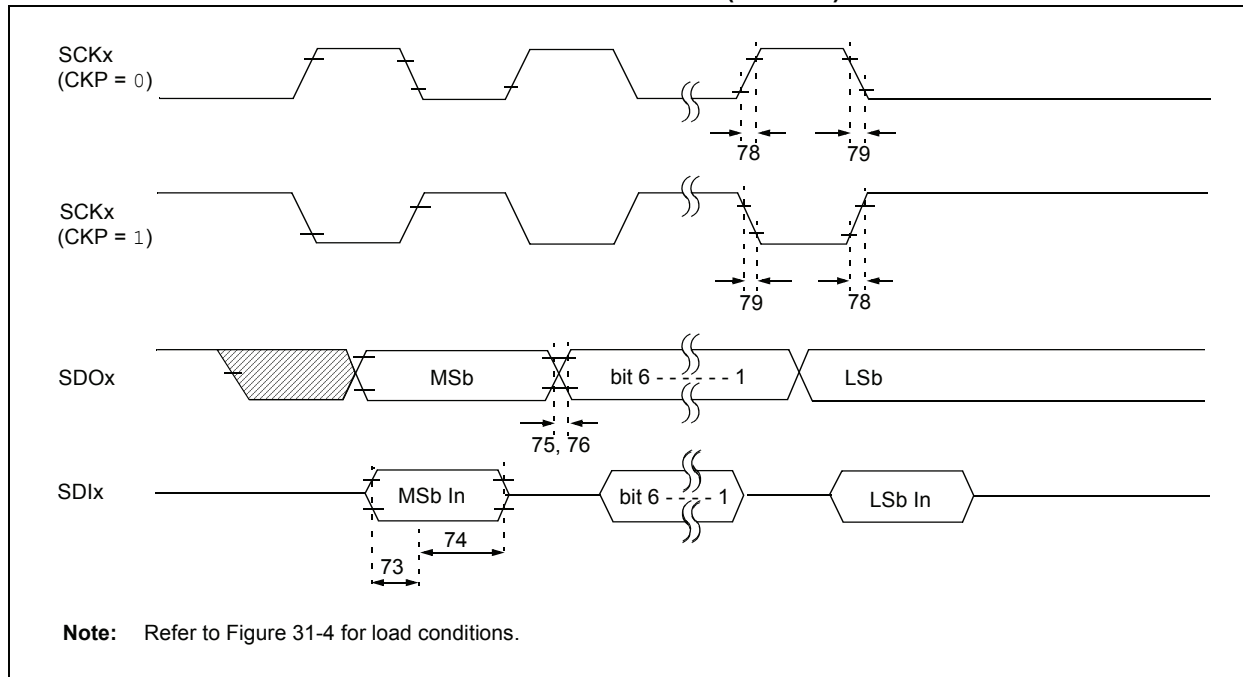 SCKx
(CKP = 0)
78
79
SCKx
(CKP = 1)
79
78
SDOx
MSb
bit 6 - - - - - - 1
LSb
75, 76
SDIx
MSb In
bit 6 - - - - 1
LSb In
74
73
Note: Refer to Figure 31-4 for load conditions.